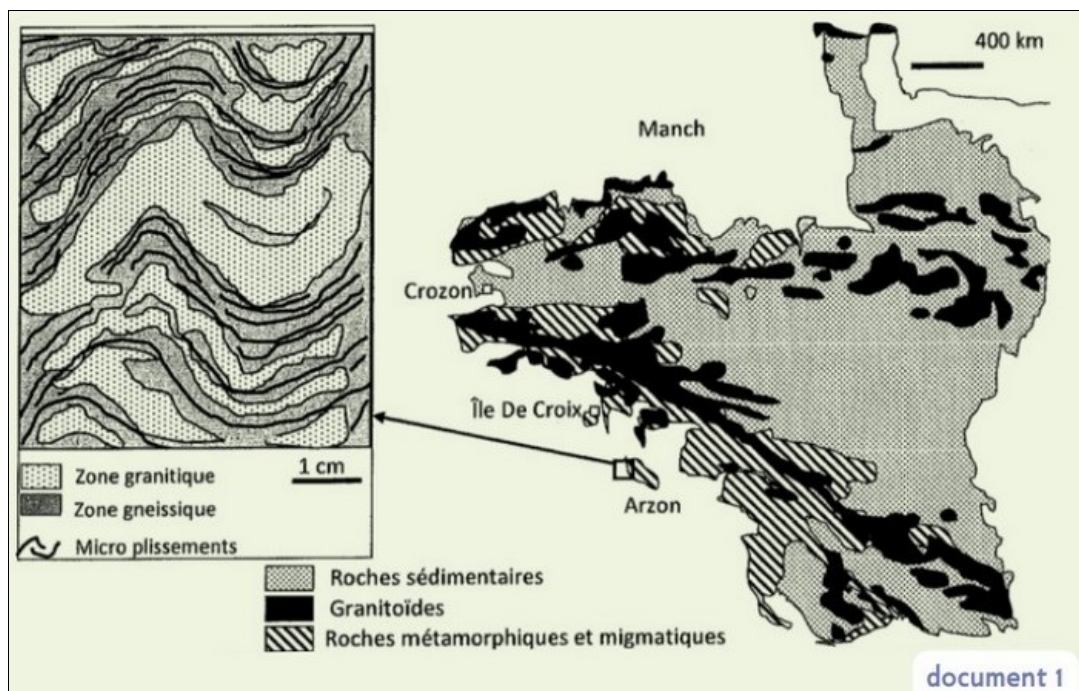 400 km
Manch
Crozon
Île De Croix
Arzon
Zone granitique
1 cm
Zone gneissique
Micro plissements
Roches sédimentaires
Granitoïdes
Roches métamorphiques et migmatiques
document 1